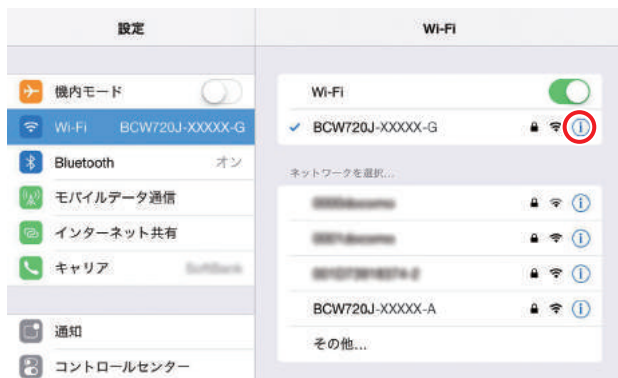 設定
機内モード
Wi-Fi BCW720J-XXXXX-G
Bluetooth オン
モバイルデータ通信
インターネット共有
キャリア
通知
コントロールセンター
Wi-Fi
Wi-Fi
BCW720J-XXXXX-G
ネットワークを選択...
BCW720J-XXXXX-A
その他...